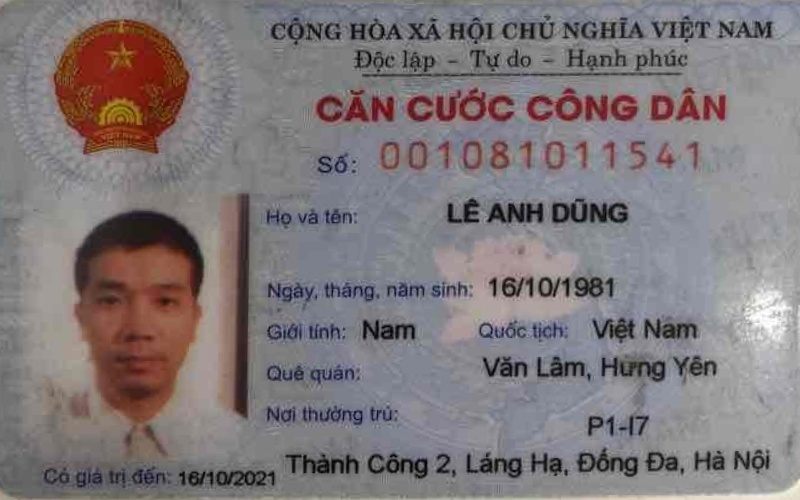 CỘNG HÒA XÃ HỘI CHỦ NGHĨA VIỆT NAM
Độc lập - Tự do - Hạnh phúc
CĂN CƯỚC CÔNG DÂN
Số: 001081011541
Họ và tên: LÊ ANH DŨNG
Ngày, tháng, năm sinh: 16/10/1981
Giới tính: Nam Quốc tịch: Việt Nam
Quê quán: Văn Lâm, Hưng Yên
Nơi thường trú: P1-I7
Thành Công 2, Láng Hạ, Đống Đa, Hà Nội
Có giá trị đến: 16/10/2021
VIỆT NAM